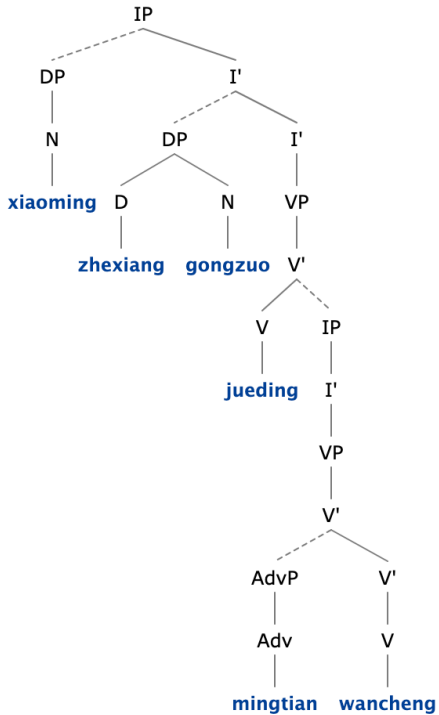 IP
DP I'
N DP I'
xiaoming D N VP
zhexiang gongzuo V'
V IP
jueding I'
VP
V'
AdvP V'
Adv V
mingtian wancheng